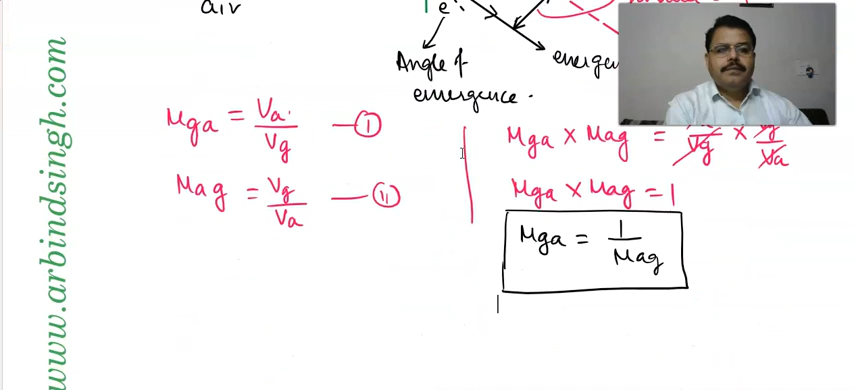 air
e
Angle of
emergence.
emergen
www.arbindsingh.com
μga = Va / Vg — (I)
μag = Vg / Va — (II)
μga × μag = Va / Vg × Vg / Va
μga × μag = 1
μga = 1 / μag